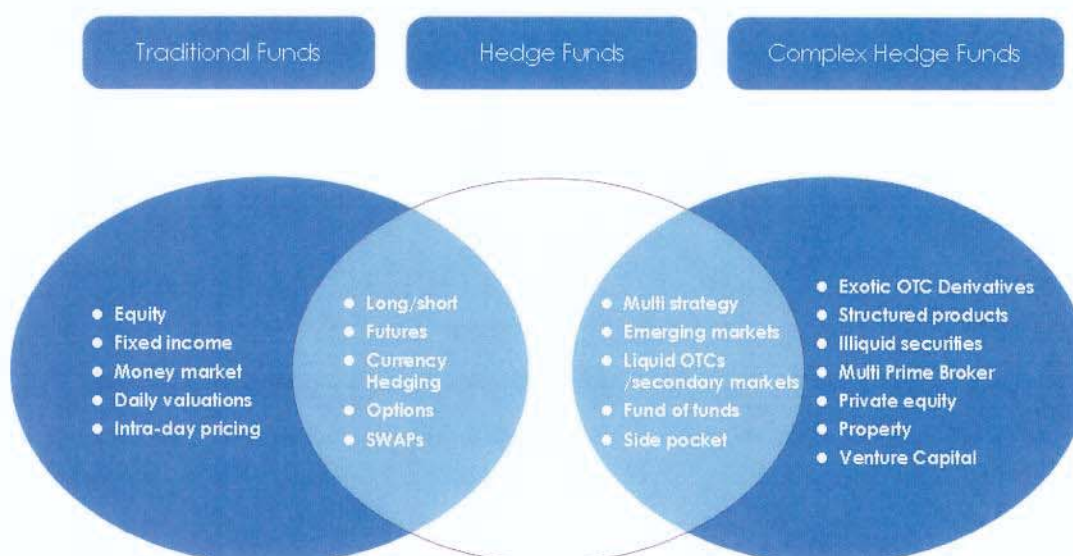 Traditional Funds
Hedge Funds
Complex Hedge Funds
Equity
Fixed income
Money market
Daily valuations
Intra-day pricing
Long/short
Futures
Currency
Hedging
Options
SWAPs
Multi strategy
Emerging markets
Liquid OTCs
/secondary markets
Fund of funds
Side pocket
Exotic OTC Derivatives
Structured products
Illiquid securities
Multi Prime Broker
Private equity
Property
Venture Capital